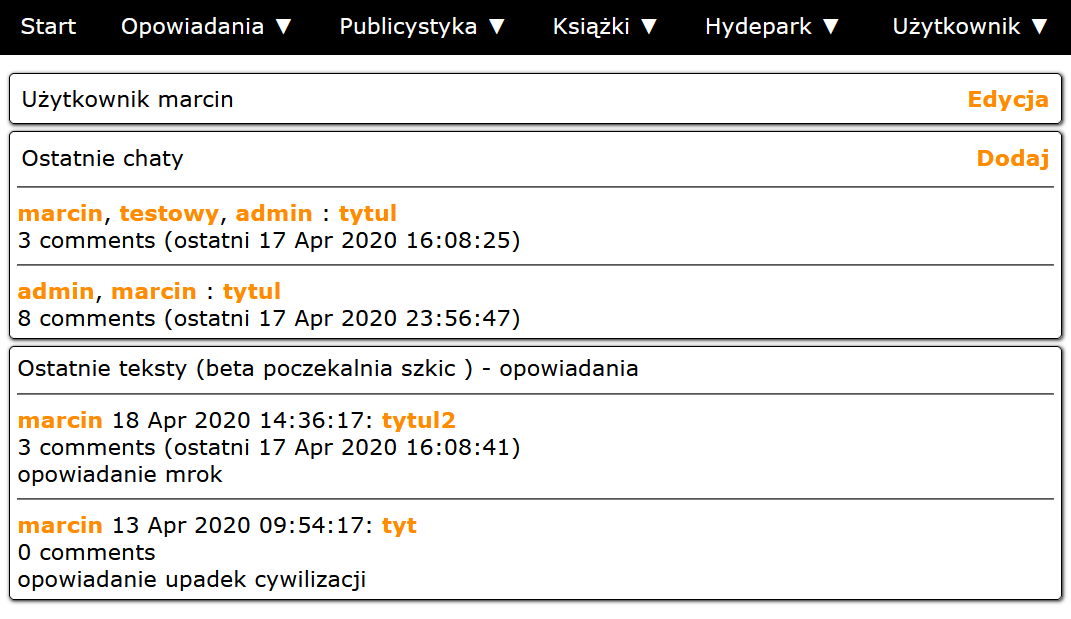 Start Opowiadania ▼ Publicystyka ▼ Książki ▼ Hydepark ▼ Użytkownik ▼
Użytkownik marcin Edycja
Ostatnie chaty Dodaj
marcin, testowy, admin : tytul
3 comments (ostatni 17 Apr 2020 16:08:25)
admin, marcin : tytul
8 comments (ostatni 17 Apr 2020 23:56:47)
Ostatnie teksty (beta poczekalnia szkic ) - opowiadania
marcin 18 Apr 2020 14:36:17: tytul2
3 comments (ostatni 17 Apr 2020 16:08:41)
opowiadanie mrok
marcin 13 Apr 2020 09:54:17: tyt
0 comments
opowiadanie upadek cywilizacji